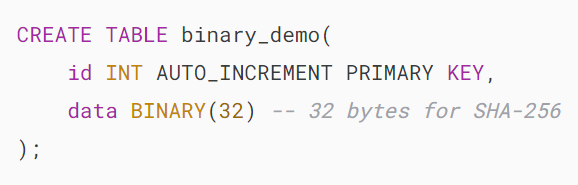 CREATE TABLE binary_demo(
    id INT AUTO_INCREMENT PRIMARY KEY,
    data BINARY(32) -- 32 bytes for SHA-256
);